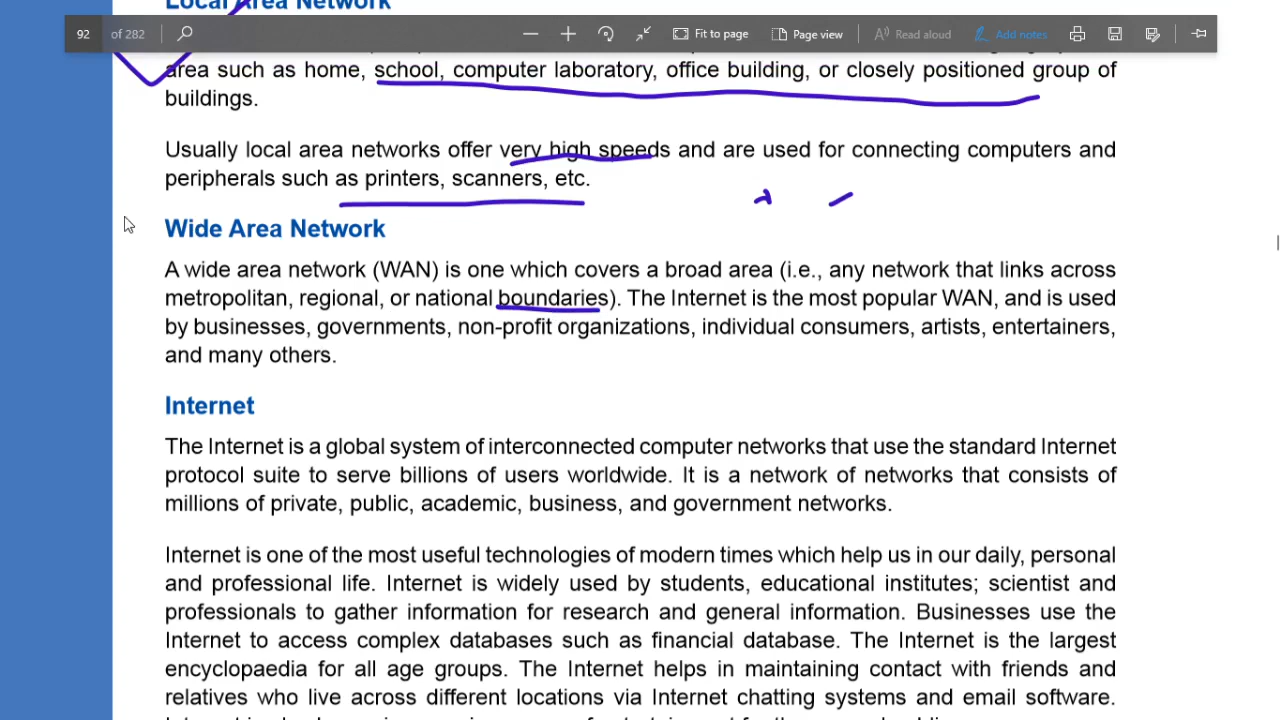 Local Area Network
92 of 282
Fit to page
Page view
Read aloud
Add notes
area such as home, school, computer laboratory, office building, or closely positioned group of
buildings.
Usually local area networks offer very high speeds and are used for connecting computers and
peripherals such as printers, scanners, etc.
Wide Area Network
A wide area network (WAN) is one which covers a broad area (i.e., any network that links across
metropolitan, regional, or national boundaries). The Internet is the most popular WAN, and is used
by businesses, governments, non-profit organizations, individual consumers, artists, entertainers,
and many others.
Internet
The Internet is a global system of interconnected computer networks that use the standard Internet
protocol suite to serve billions of users worldwide. It is a network of networks that consists of
millions of private, public, academic, business, and government networks.
Internet is one of the most useful technologies of modern times which help us in our daily, personal
and professional life. Internet is widely used by students, educational institutes; scientist and
professionals to gather information for research and general information. Businesses use the
Internet to access complex databases such as financial database. The Internet is the largest
encyclopaedia for all age groups. The Internet helps in maintaining contact with friends and
relatives who live across different locations via Internet chatting systems and email software.